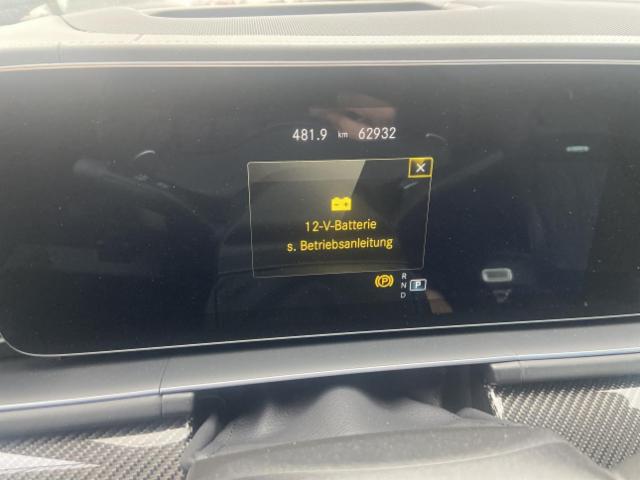 481.9 km 62932
12-V-Batterie
s. Betriebsanleitung
R
N P
D